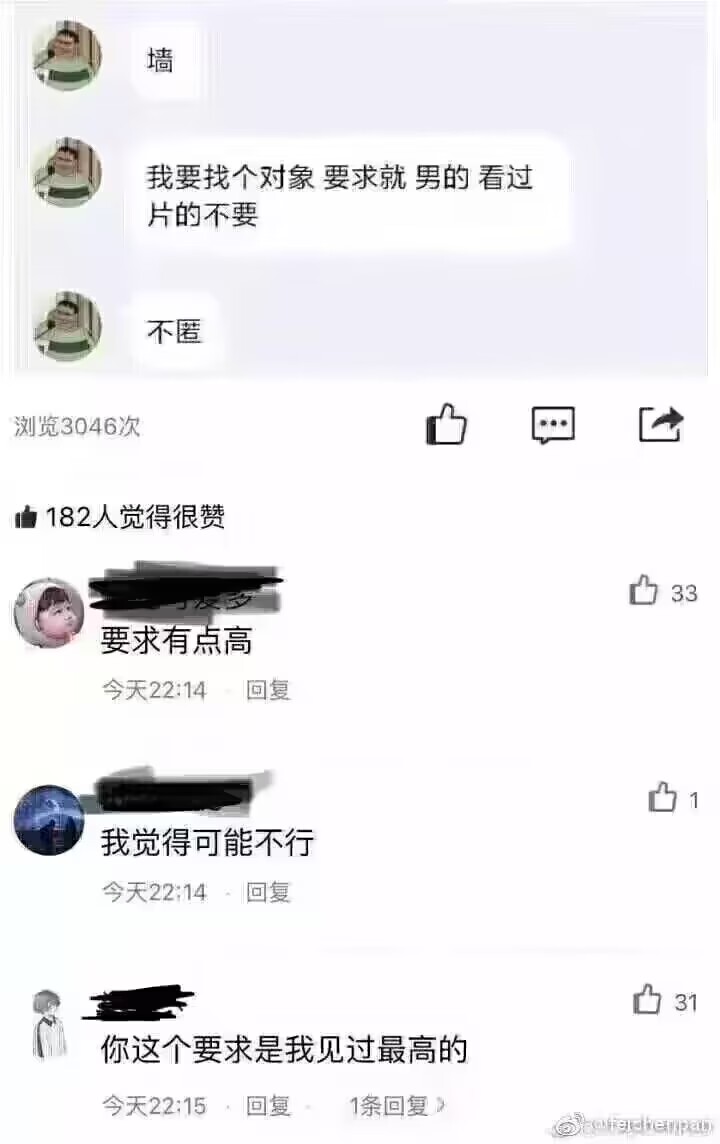 墙
我要找个对象 要求就 男的 看过
片的不要
不匿
浏览3046次
182人觉得很赞
33
要求有点高
今天22:14 · 回复
1
我觉得可能不行
今天22:14 · 回复
31
你这个要求是我见过最高的
今天22:15 · 回复 · 1条回复
@feichenpan